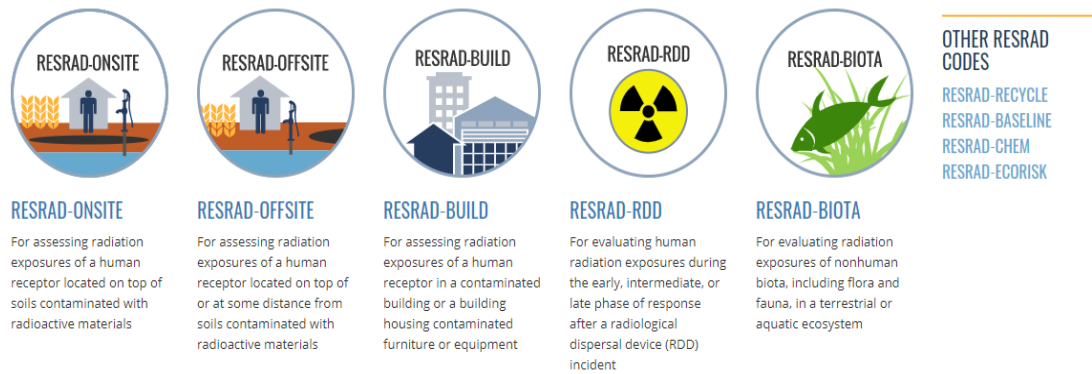 RESRAD-ONSITE
RESRAD-OFFSITE
RESRAD-BUILD
RESRAD-RDD
RESRAD-BIOTA
RESRAD-ONSITE
For assessing radiation
exposures of a human
receptor located on top of
soils contaminated with
radioactive materials
RESRAD-OFFSITE
For assessing radiation
exposures of a human
receptor located on top of
or at some distance from
soils contaminated with
radioactive materials
RESRAD-BUILD
For assessing radiation
exposures of a human
receptor in a contaminated
building or a building
housing contaminated
furniture or equipment
RESRAD-RDD
For evaluating human
radiation exposures during
the early, intermediate, or
late phase of response
after a radiological
dispersal device (RDD)
incident
RESRAD-BIOTA
For evaluating radiation
exposures of nonhuman
biota, including flora and
fauna, in a terrestrial or
aquatic ecosystem
OTHER RESRAD
CODES
RESRAD-RECYCLE
RESRAD-BASELINE
RESRAD-CHEM
RESRAD-ECORISK